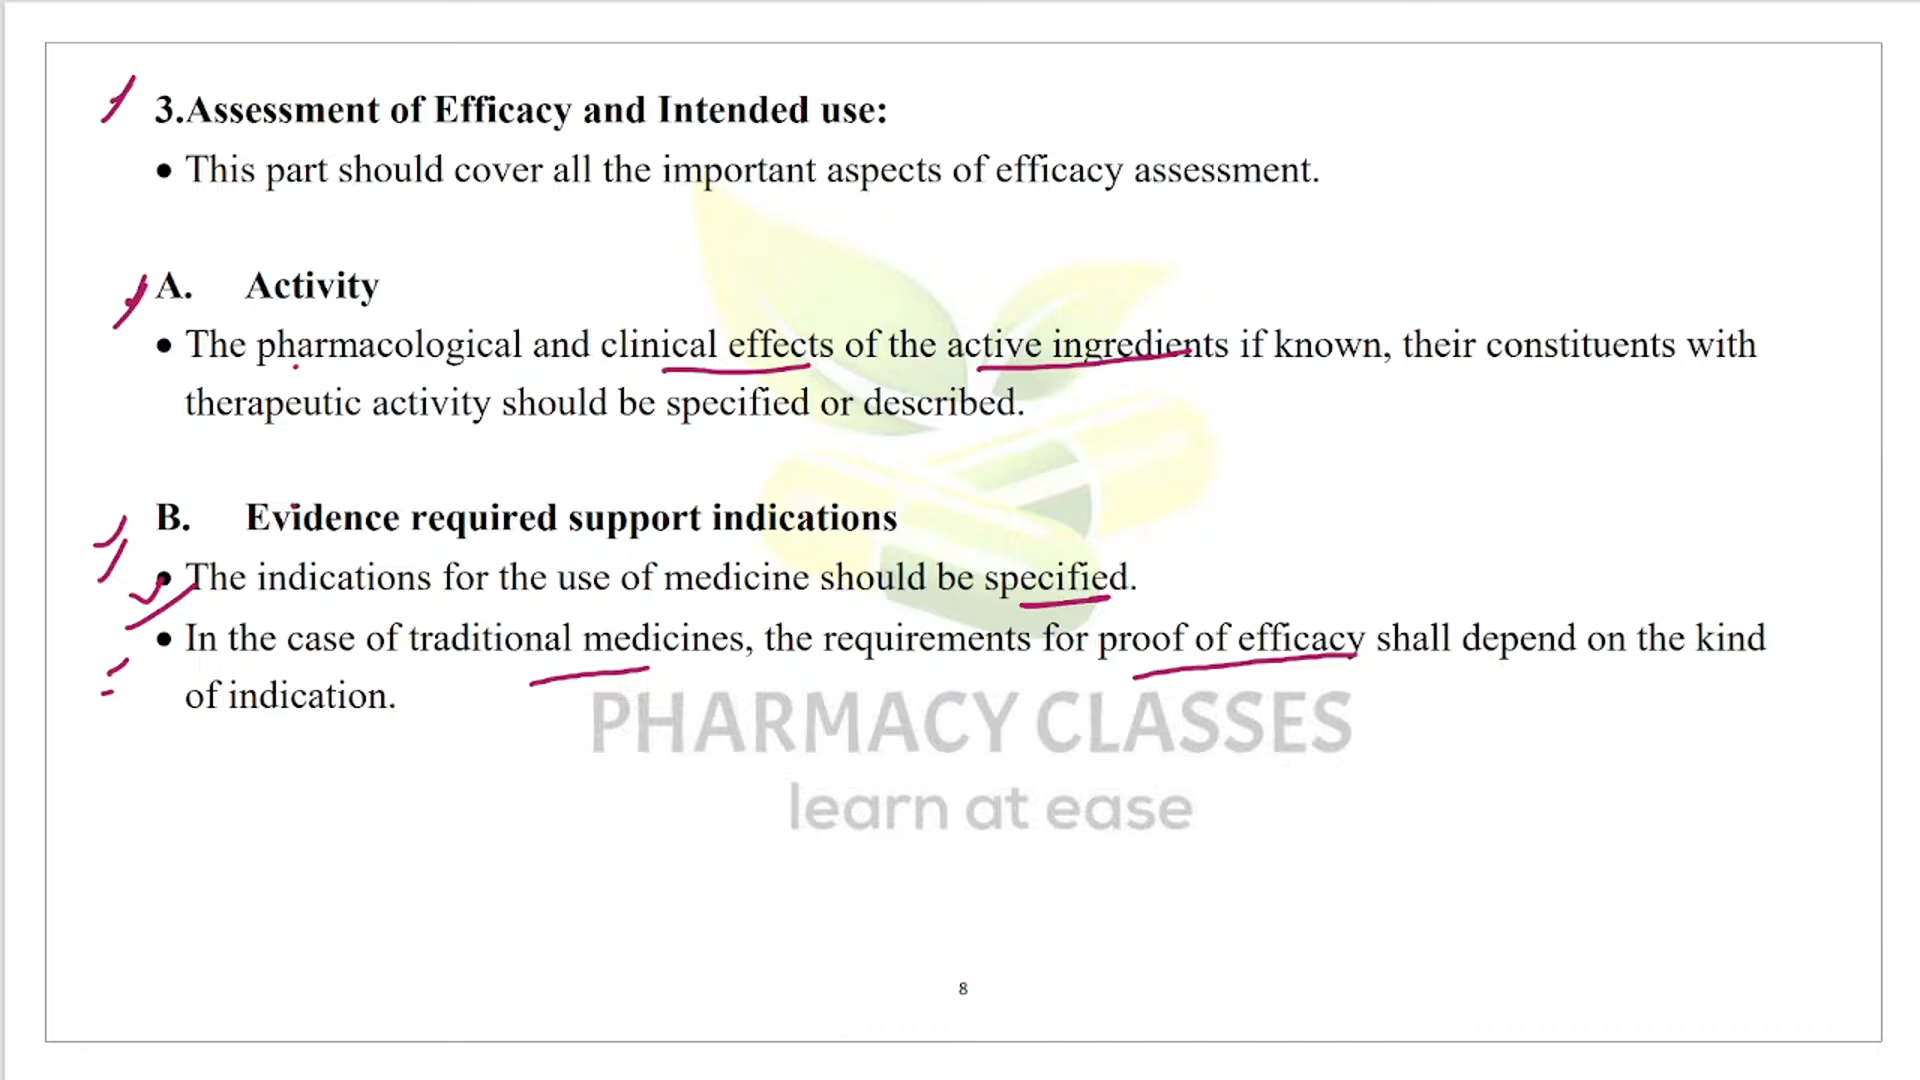 3.Assessment of Efficacy and Intended use:
• This part should cover all the important aspects of efficacy assessment.
A. Activity
• The pharmacological and clinical effects of the active ingredients if known, their constituents with
therapeutic activity should be specified or described.
B. Evidence required support indications
• The indications for the use of medicine should be specified.
• In the case of traditional medicines, the requirements for proof of efficacy shall depend on the kind
of indication.
PHARMACY CLASSES
learn at ease
8